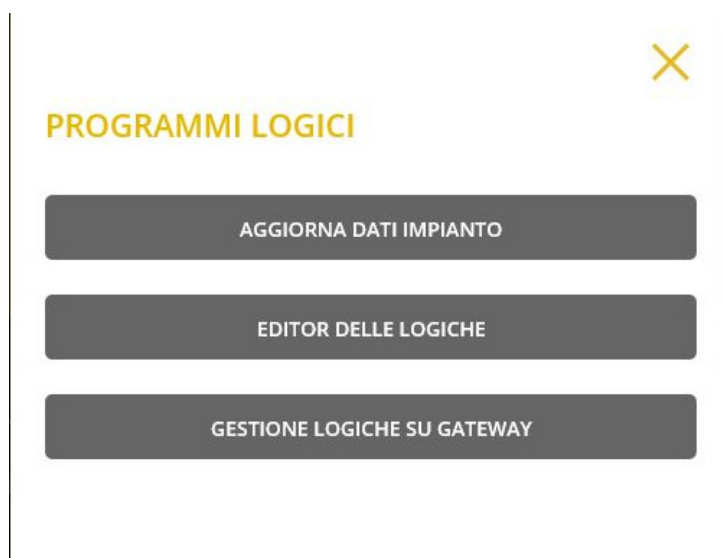 PROGRAMMI LOGICI
AGGIORNA DATI IMPIANTO
EDITOR DELLE LOGICHE
GESTIONE LOGICHE SU GATEWAY